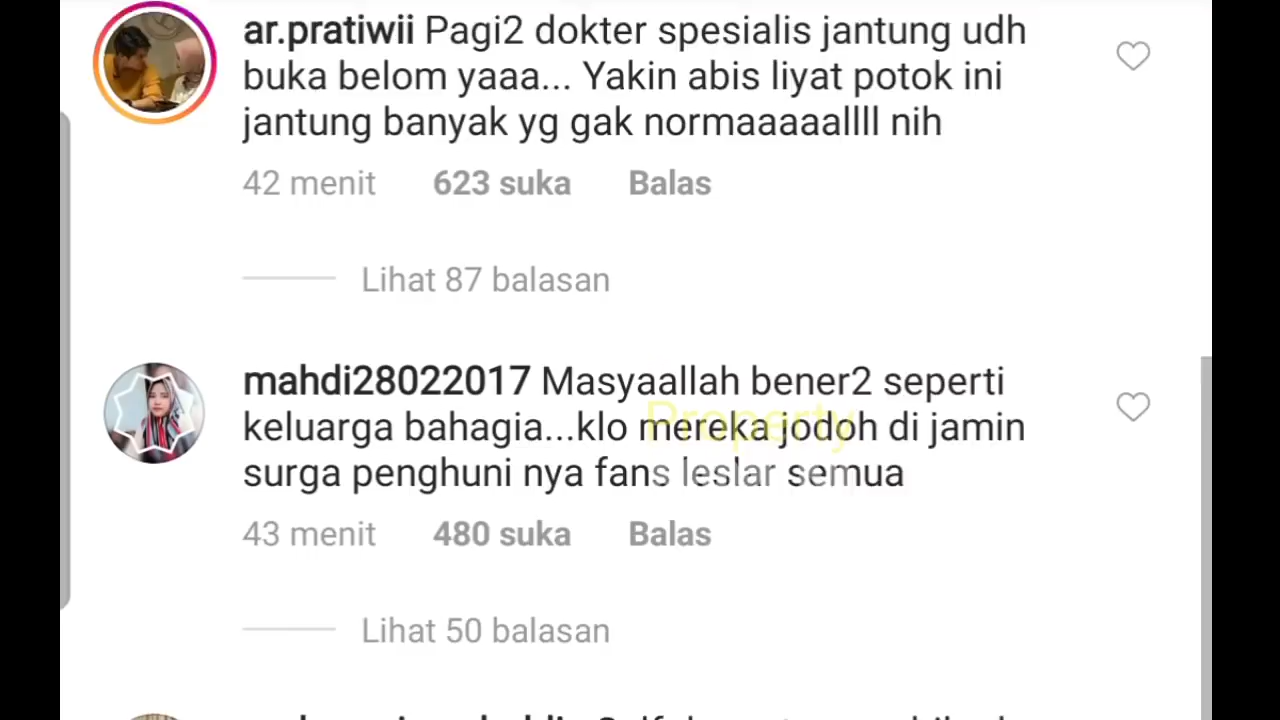 ar.pratiwii Pagi2 dokter spesialis jantung udh
buka belom yaaa... Yakin abis liyat potok ini
jantung banyak yg gak normaaaaallll nih
42 menit 623 suka Balas
Lihat 87 balasan
mahdi28022017 Masyaallah bener2 seperti
keluarga bahagia...klo mereka jodoh di jamin
Property
surga penghuni nya fans leslar semua
43 menit 480 suka Balas
Lihat 50 balasan